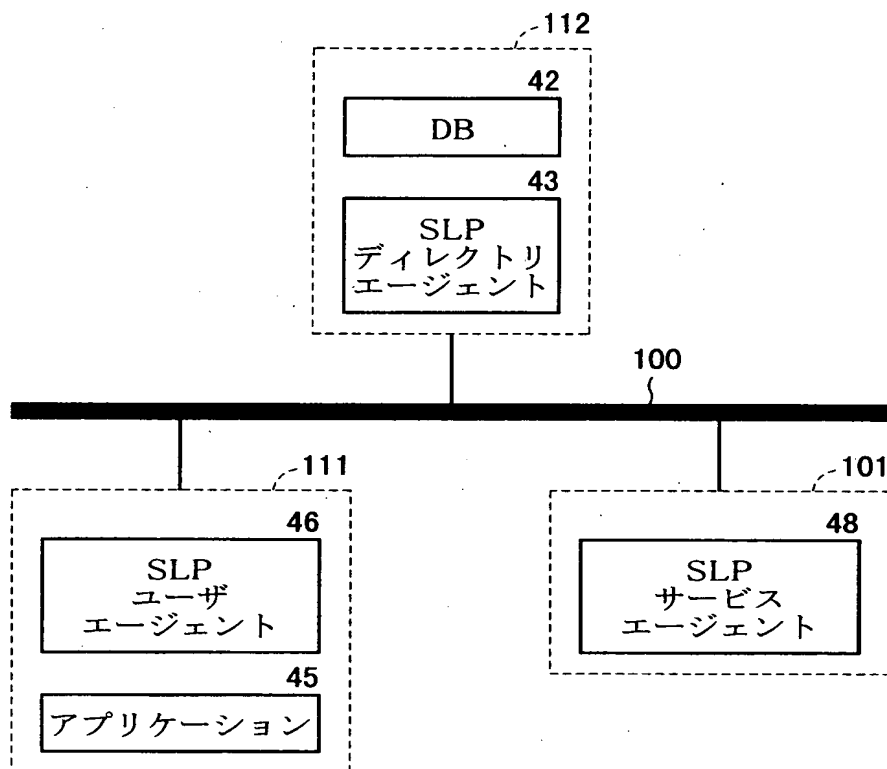 112
42
DB
43
SLP
ディレクトリ
エージェント
100
111
46
SLP
ユーザ
エージェント
45
アプリケーション
101
48
SLP
サービス
エージェント